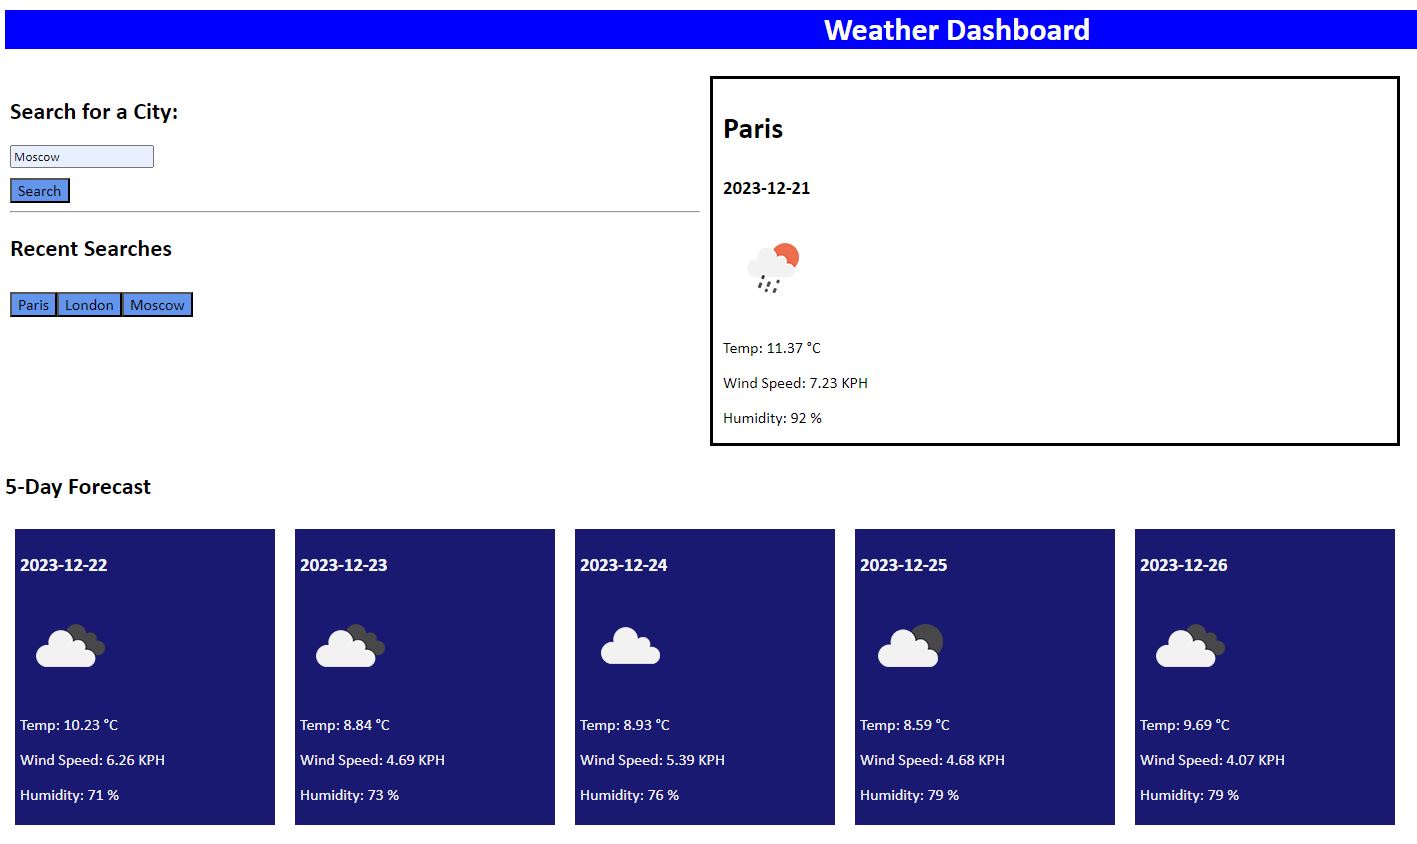 Weather Dashboard
Search for a City:
Moscow
Search
Recent Searches
Paris London Moscow
Paris
2023-12-21
Temp: 11.37 °C
Wind Speed: 7.23 KPH
Humidity: 92 %
5-Day Forecast
2023-12-22
Temp: 10.23 °C
Wind Speed: 6.26 KPH
Humidity: 71 %
2023-12-23
Temp: 8.84 °C
Wind Speed: 4.69 KPH
Humidity: 73 %
2023-12-24
Temp: 8.93 °C
Wind Speed: 5.39 KPH
Humidity: 76 %
2023-12-25
Temp: 8.59 °C
Wind Speed: 4.68 KPH
Humidity: 79 %
2023-12-26
Temp: 9.69 °C
Wind Speed: 4.07 KPH
Humidity: 79 %